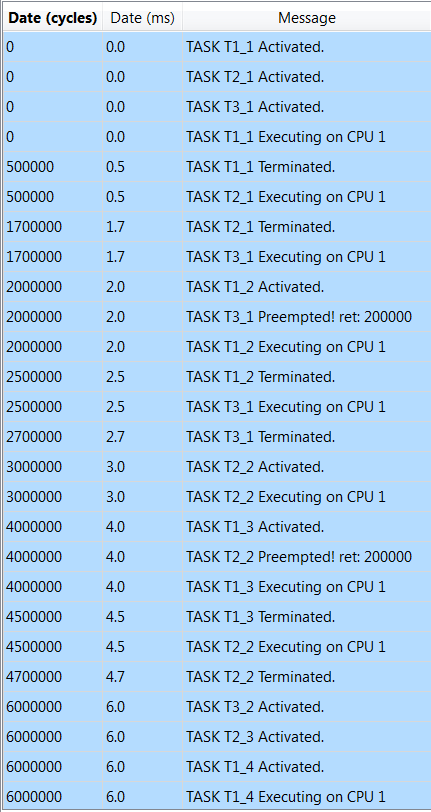 Date (cycles) Date (ms) Message
0 0.0 TASK T1_1 Activated.
0 0.0 TASK T2_1 Activated.
0 0.0 TASK T3_1 Activated.
0 0.0 TASK T1_1 Executing on CPU 1
500000 0.5 TASK T1_1 Terminated.
500000 0.5 TASK T2_1 Executing on CPU 1
1700000 1.7 TASK T2_1 Terminated.
1700000 1.7 TASK T3_1 Executing on CPU 1
2000000 2.0 TASK T1_2 Activated.
2000000 2.0 TASK T3_1 Preempted! ret: 200000
2000000 2.0 TASK T1_2 Executing on CPU 1
2500000 2.5 TASK T1_2 Terminated.
2500000 2.5 TASK T3_1 Executing on CPU 1
2700000 2.7 TASK T3_1 Terminated.
3000000 3.0 TASK T2_2 Activated.
3000000 3.0 TASK T2_2 Executing on CPU 1
4000000 4.0 TASK T1_3 Activated.
4000000 4.0 TASK T2_2 Preempted! ret: 200000
4000000 4.0 TASK T1_3 Executing on CPU 1
4500000 4.5 TASK T1_3 Terminated.
4500000 4.5 TASK T2_2 Executing on CPU 1
4700000 4.7 TASK T2_2 Terminated.
6000000 6.0 TASK T3_2 Activated.
6000000 6.0 TASK T2_3 Activated.
6000000 6.0 TASK T1_4 Activated.
6000000 6.0 TASK T1_4 Executing on CPU 1